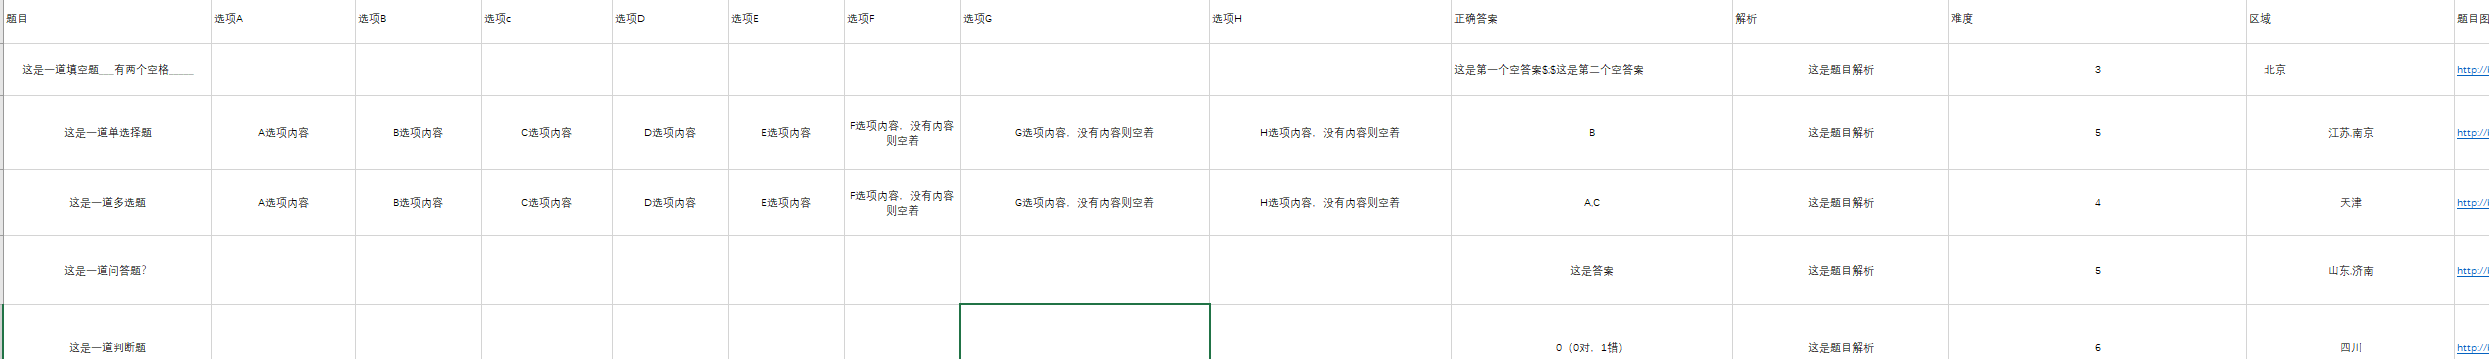 题目 选项A 选项B 选项c 选项D 选项E 选项F 选项G 选项H 正确答案 解析 难度 区域 题目图
这是一道填空题___有两个空格_____ 这是第一个空答案$;$这是第二个空答案 这是题目解析 3 北京 http://
这是一道单选择题 A选项内容 B选项内容 C选项内容 D选项内容 E选项内容 F选项内容，没有内容则空着 G选项内容，没有内容则空着 H选项内容，没有内容则空着 B 这是题目解析 5 江苏,南京 http://
这是一道多选题 A选项内容 B选项内容 C选项内容 D选项内容 E选项内容 F选项内容，没有内容则空着 G选项内容，没有内容则空着 H选项内容，没有内容则空着 A,C 这是题目解析 4 天津 http://
这是一道问答题？ 这是答案 这是题目解析 5 山东,济南 http://
这是一道判断题 0（0对，1错） 这是题目解析 6 四川 http://